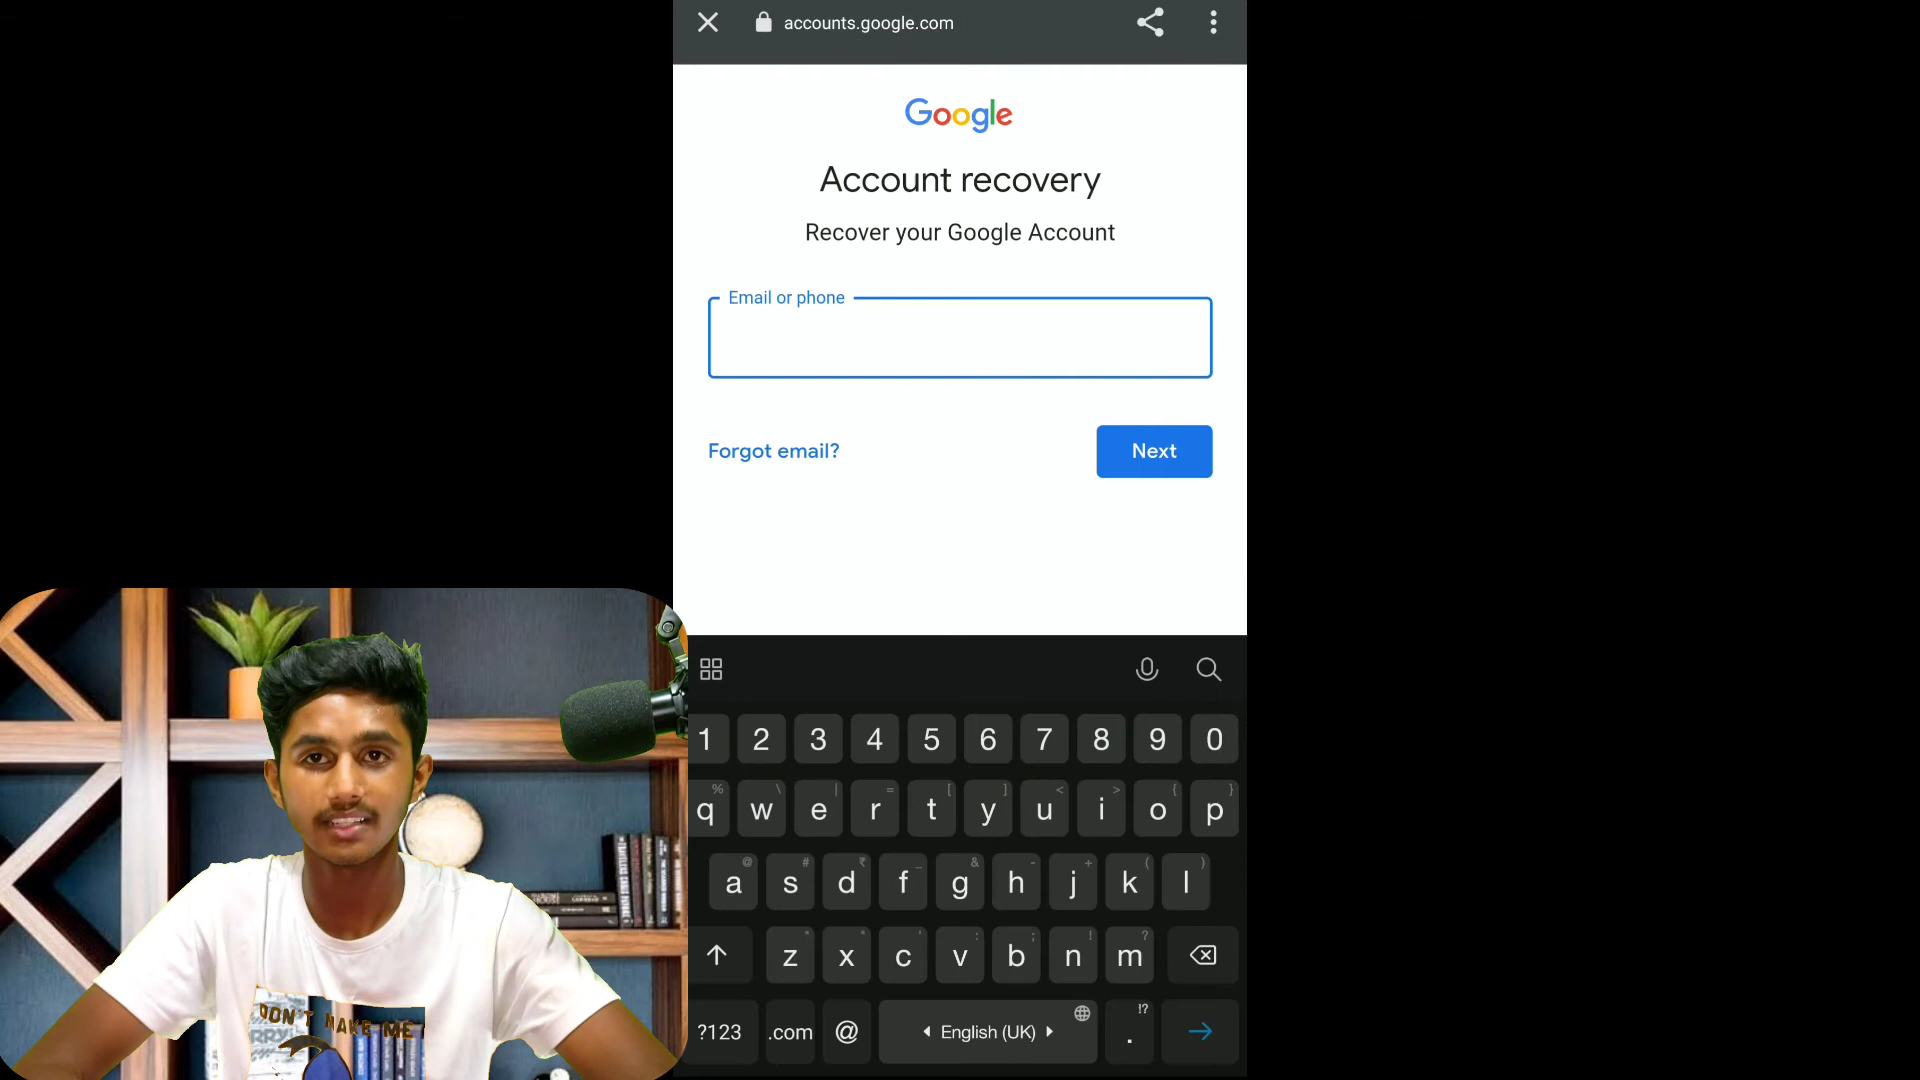 accounts.google.com
Google
Account recovery
Recover your Google Account
Email or phone
Forgot email?
Next
1 2 3 4 5 6 7 8 9 0
% \ | = [ ] < > { }
q w e r t y u i o p
@ # ₹ _ & - + ( )
a s d f g h j k l
* " ' : ; ! ?
z x c v b n m
!?
?123 .com @ English (UK) .
DON'T MAKE ME